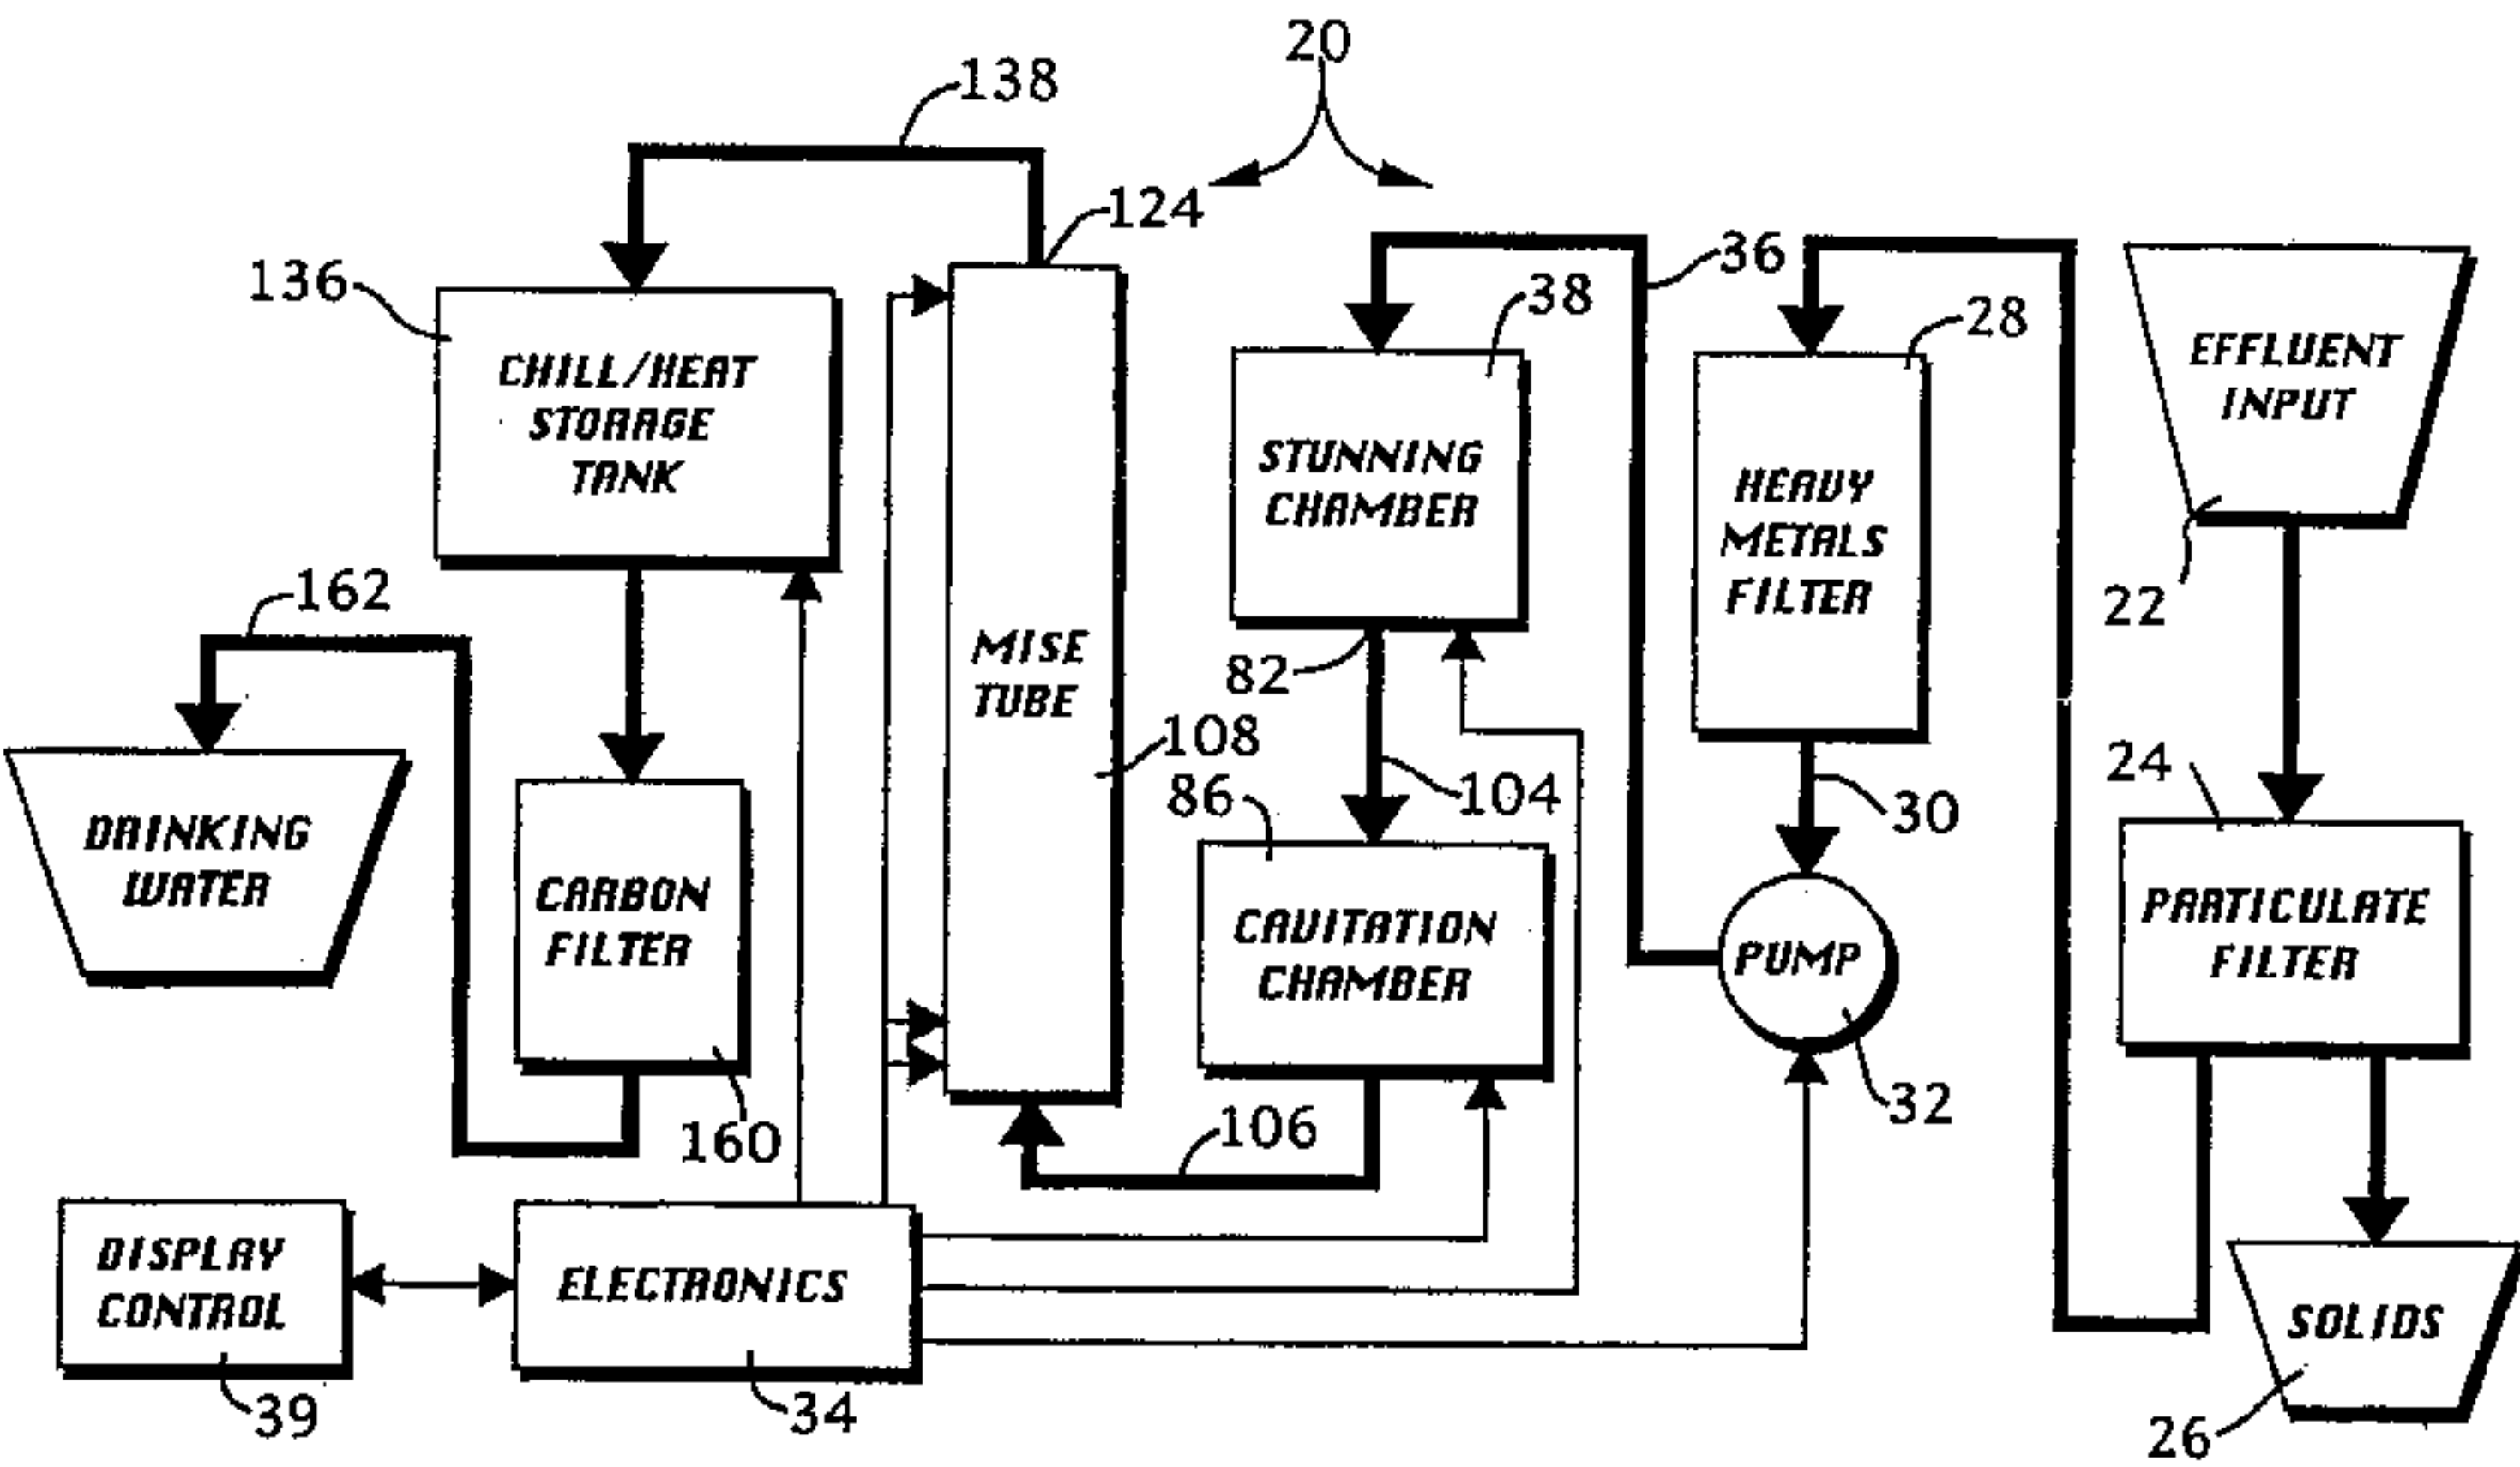 20
138
124
136
36
38
28
CHILL/HEAT
STORAGE
TANK
EFFLUENT
INPUT
STUNNING
CHAMBER
HEAVY
METALS
FILTER
162
22
MISE
TUBE
82
108
86
104
30
24
DRINKING
WATER
CARBON
FILTER
CAVITATION
CHAMBER
PUMP
PARTICULATE
FILTER
32
160
106
DISPLAY
CONTROL
ELECTRONICS
SOLIDS
39
34
26